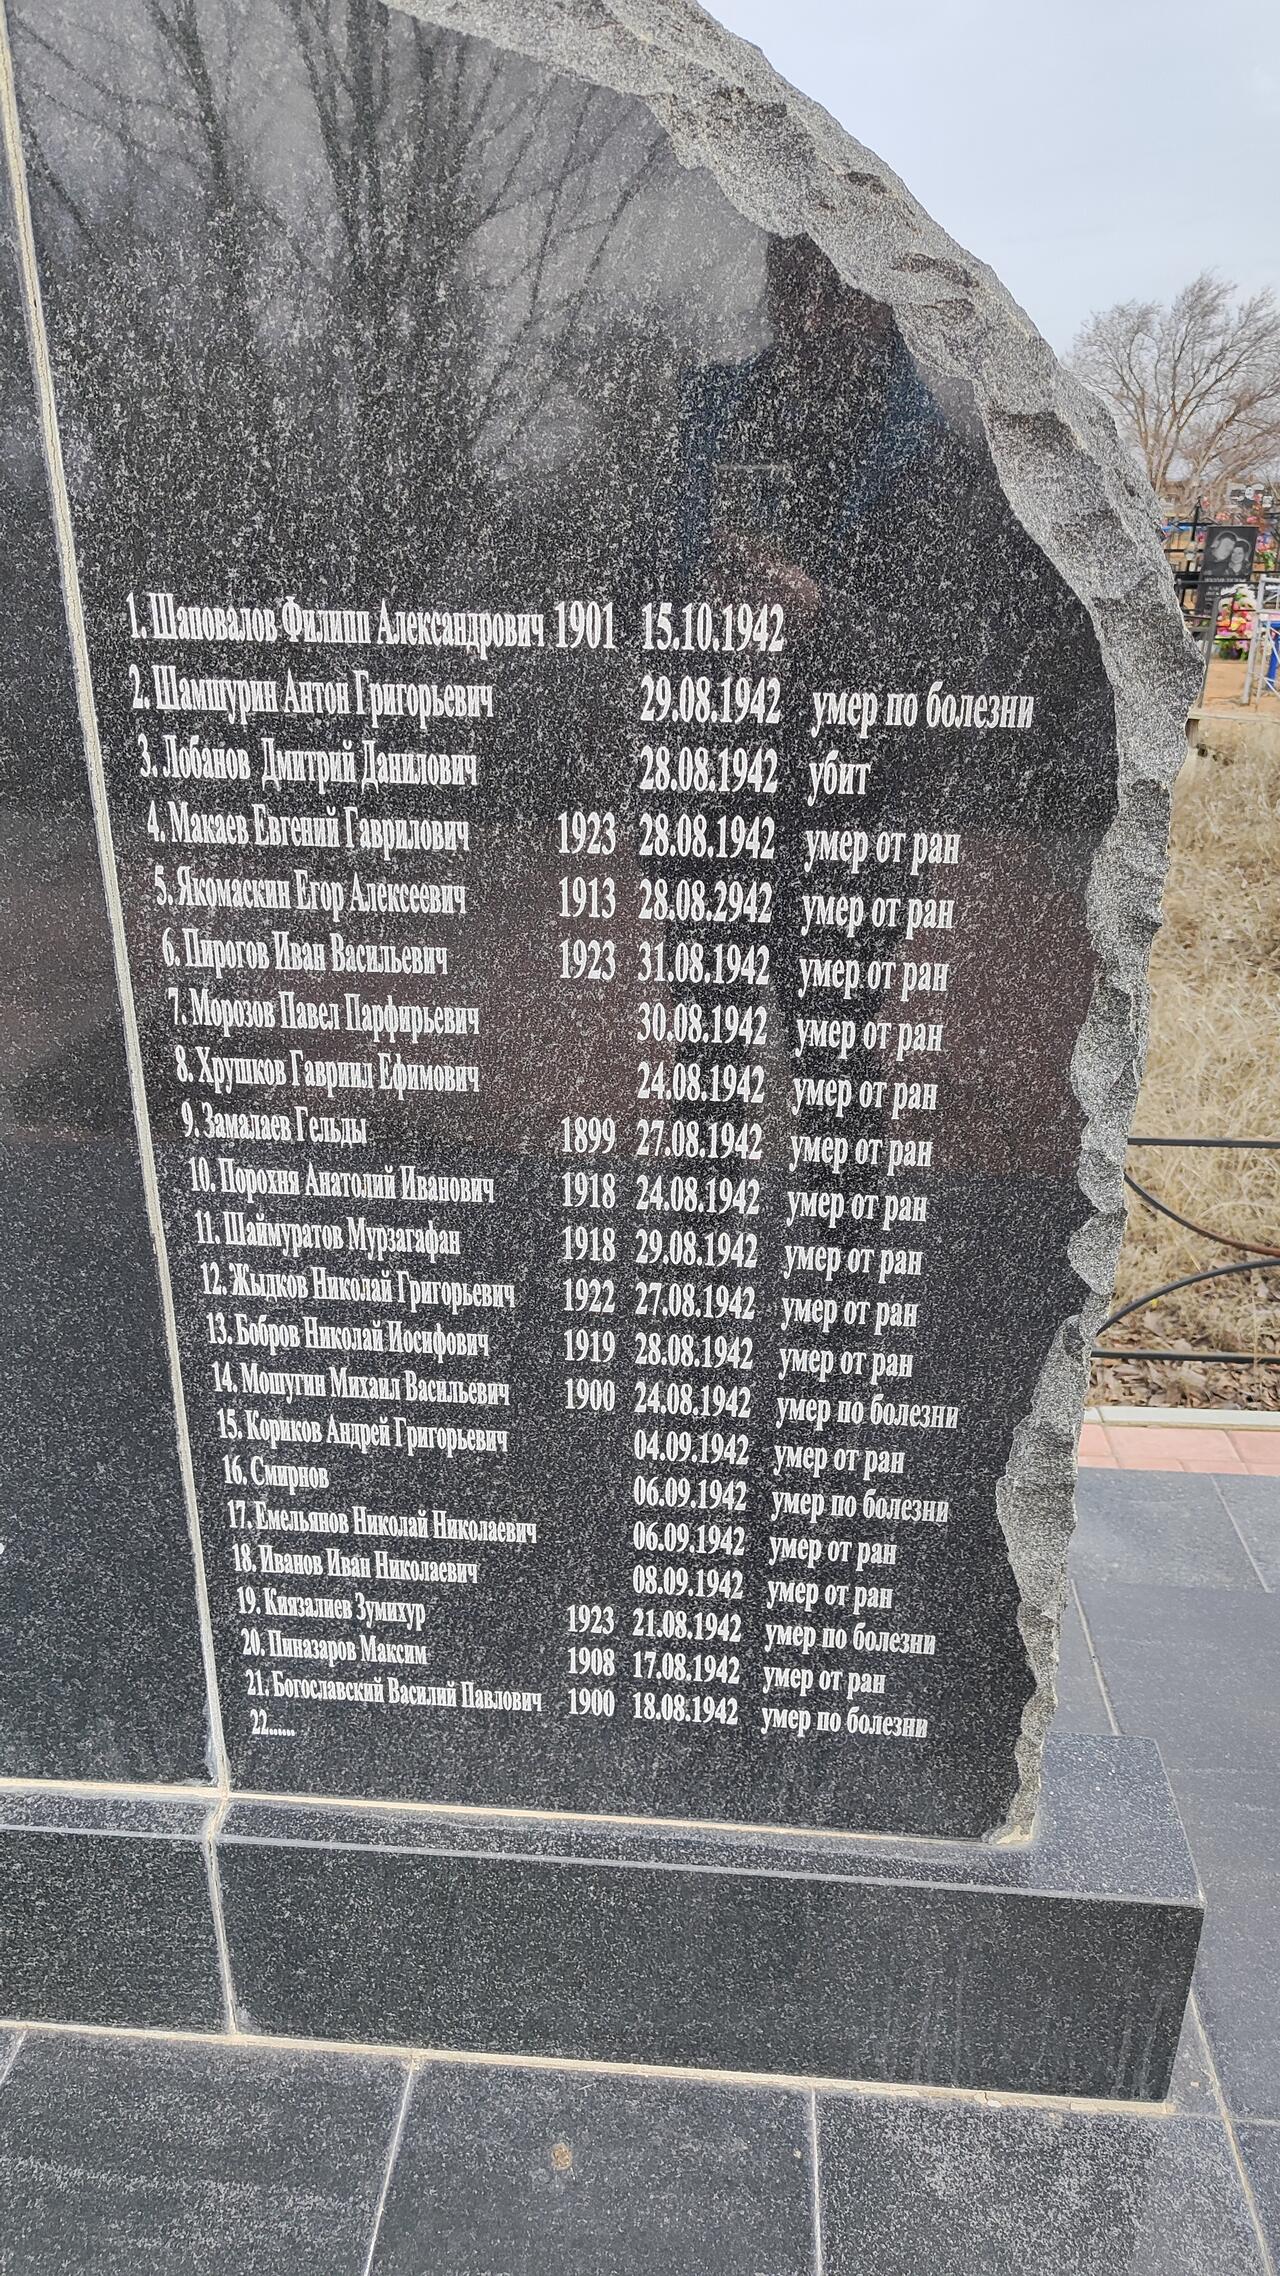 1. Шаповалов Филипп Александрович 1901 15.10.1942
2. Шамшурин Антон Григорьевич 29.08.1942 умер по болезни
3. Лобанов Дмитрий Данилович 28.08.1942 убит
4. Макаев Евгений Гаврилович 1923 28.08.1942 умер от ран
5. Якомаскин Егор Алексеевич 1913 28.08.2942 умер от ран
6. Пирогов Иван Васильевич 1923 31.08.1942 умер от ран
7. Морозов Павел Парфирьевич 30.08.1942 умер от ран
8. Хрушков Гавриил Ефимович 24.08.1942 умер от ран
9. Замалаев Гельды 1899 27.08.1942 умер от ран
10. Порохня Анатолий Иванович 1918 24.08.1942 умер от ран
11. Шаймуратов Мурзагафан 1918 29.08.1942 умер от ран
12. Жыдков Николай Григорьевич 1922 27.08.1942 умер от ран
13. Бобров Николай Иосифович 1919 28.08.1942 умер от ран
14. Мошугин Михаил Васильевич 1900 24.08.1942 умер по болезни
15. Кориков Андрей Григорьевич 04.09.1942 умер от ран
16. Смирнов 06.09.1942 умер по болезни
17. Емельянов Николай Николаевич 06.09.1942 умер от ран
18. Иванов Иван Николаевич 08.09.1942 умер от ран
19. Киязалиев Зумихур 1923 21.08.1942 умер по болезни
20. Пиназаров Максим 1908 17.08.1942 умер от ран
21. Богославский Василий Павлович 1900 18.08.1942 умер по болезни
22......